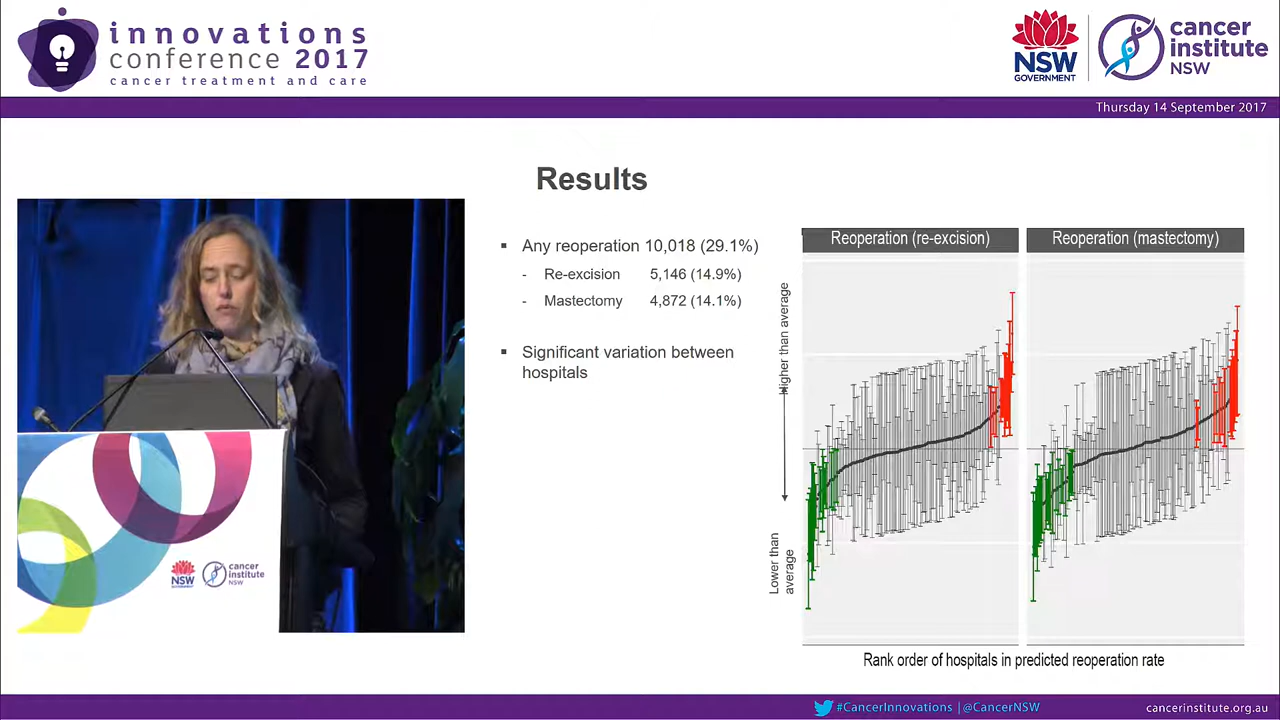 innovations
conference 2017
cancer treatment and care
NSW
GOVERNMENT
cancer
institute
NSW
Thursday 14 September 2017
Results
▪ Any reoperation 10,018 (29.1%)
- Re-excision 5,146 (14.9%)
- Mastectomy 4,872 (14.1%)
▪ Significant variation between
hospitals
Reoperation (re-excision)
Reoperation (mastectomy)
Higher than average
Lower than
average
Rank order of hospitals in predicted reoperation rate
NSW
GOVERNMENT
cancer
institute
NSW
#CancerInnovations | @CancerNSW
cancerinstitute.org.au